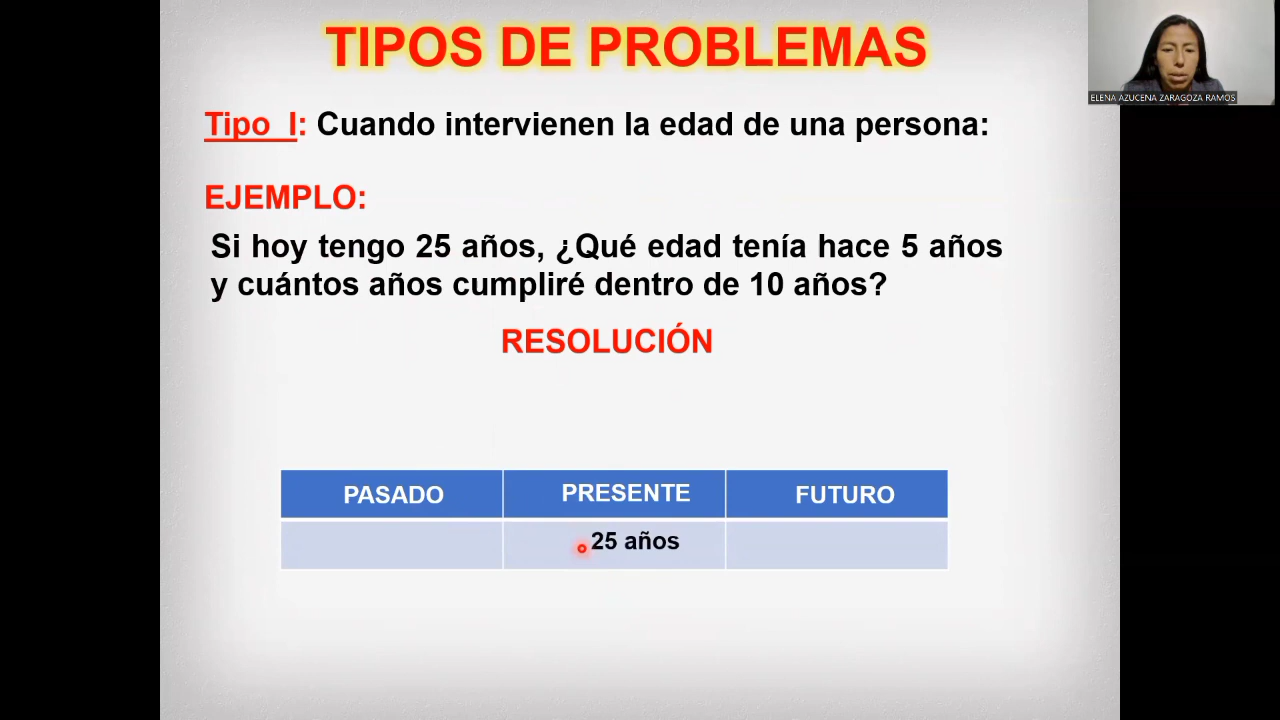 TIPOS DE PROBLEMAS
ELENA AZUCENA ZARAGOZA RAMOS
Tipo I: Cuando intervienen la edad de una persona:
EJEMPLO:
Si hoy tengo 25 años, ¿Qué edad tenía hace 5 años
y cuántos años cumpliré dentro de 10 años?
RESOLUCIÓN
PASADO PRESENTE FUTURO
25 años